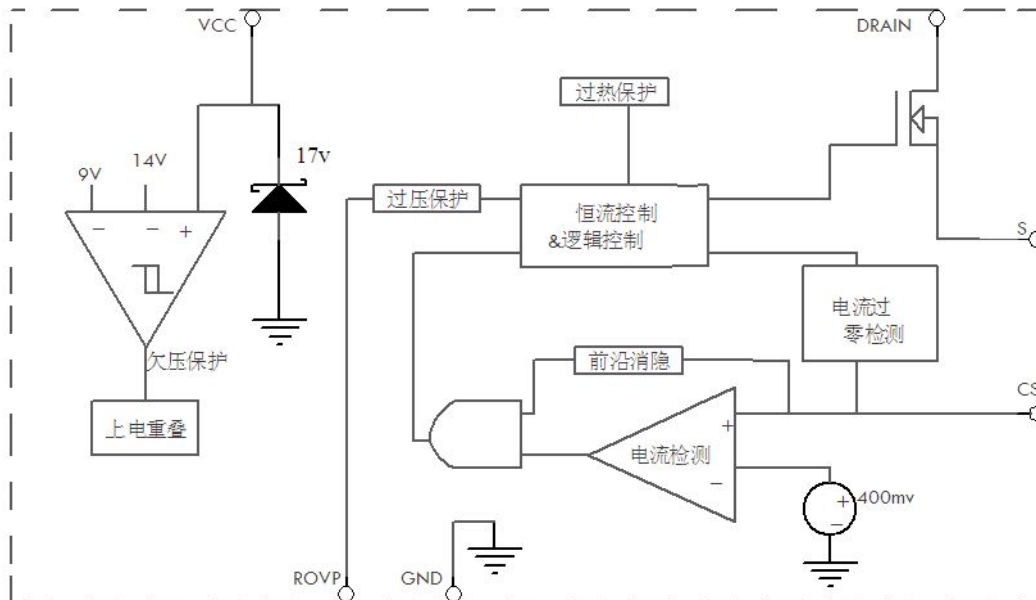 VCC
DRAIN
过热保护
17v
14V
9V
过压保护
恒流控制
&逻辑控制
S
电流过
零检测
欠压保护
前沿消隐
CS
上电重叠
电流检测
400mv
ROVP
GND